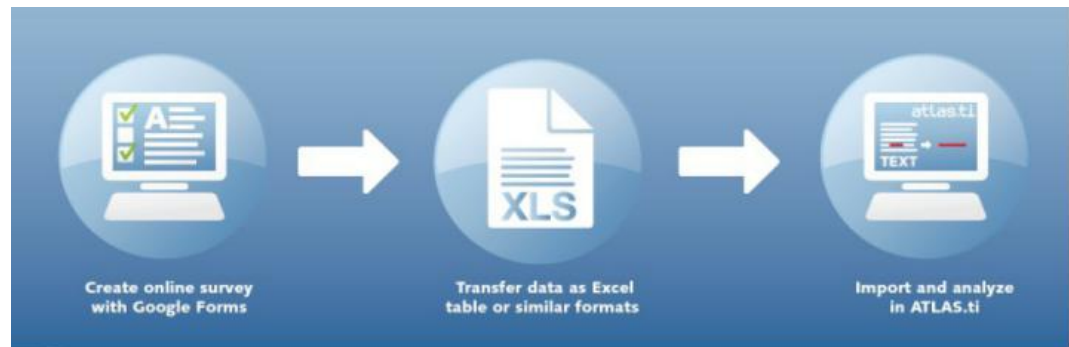 A
XLS
atlas.ti
TEXT
Create online survey
with Google Forms
Transfer data as Excel
table or similar formats
Import and analyze
in ATLAS.ti